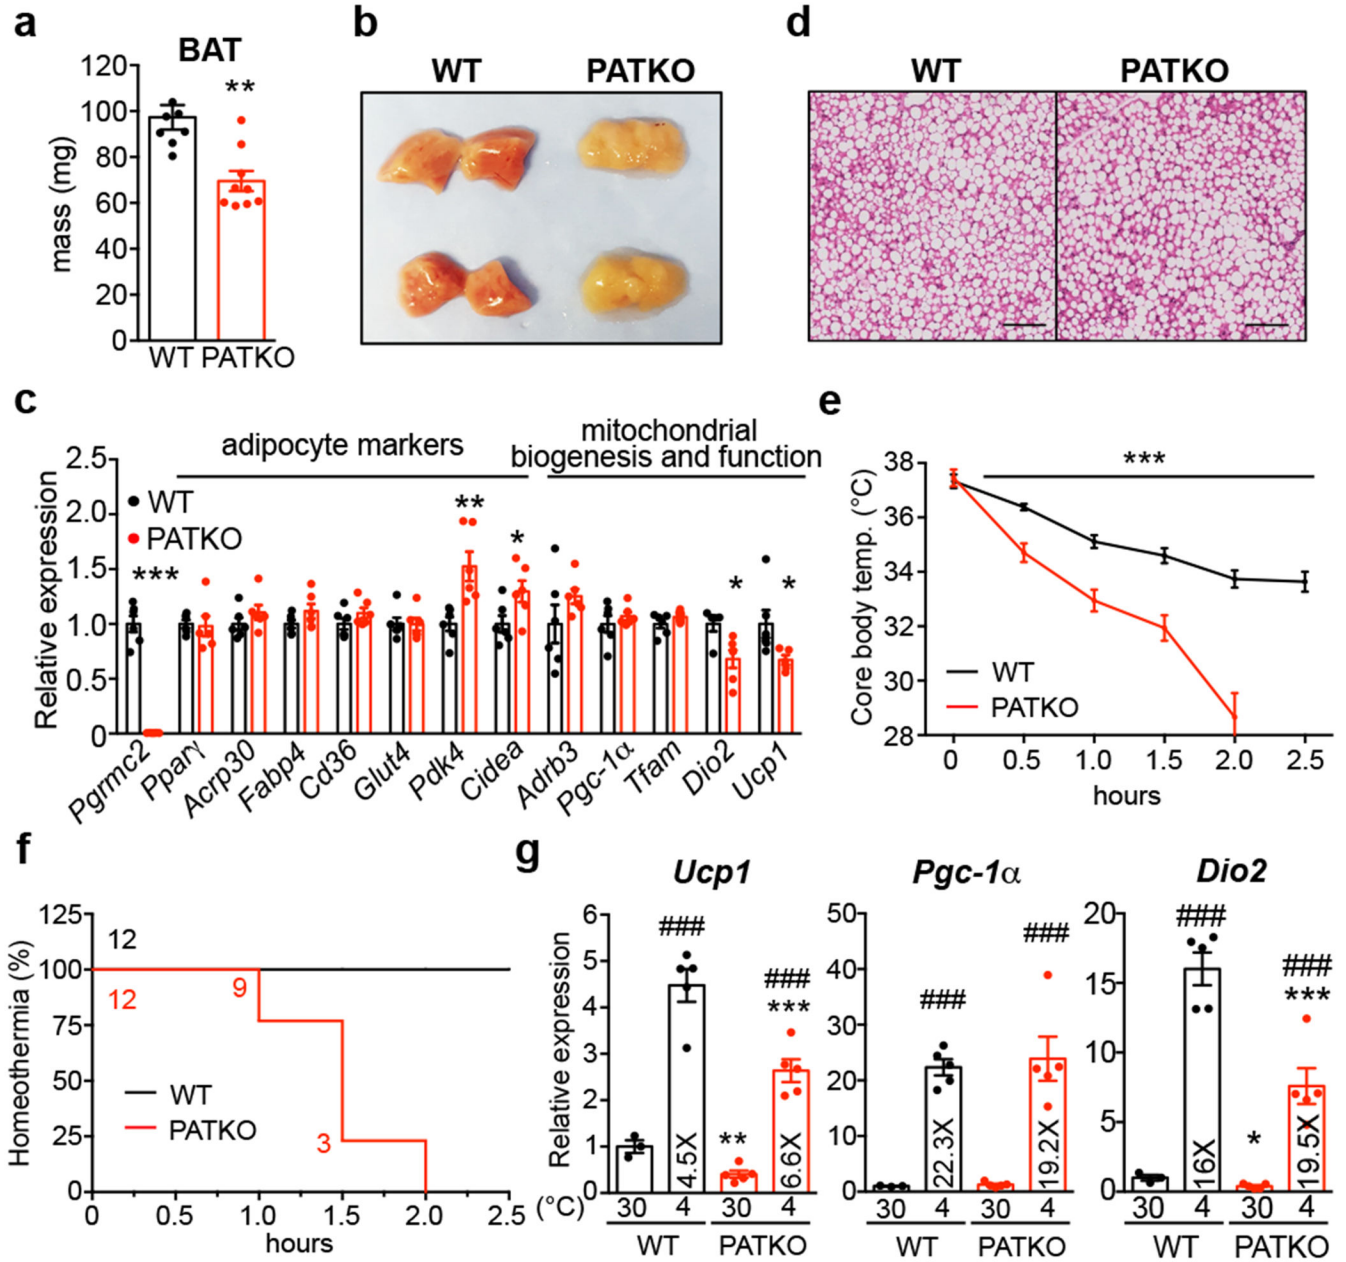 a
BAT
**
mass (mg)
120
100
80
60
40
20
0
WT PATKO
b
WT PATKO
d
WT PATKO
c
adipocyte markers
mitochondrial
biogenesis and function
Relative expression
2.5
2.0
1.5
1.0
0.5
0
WT
PATKO
***
**
*
*
*
Pgrmc2
Pparγ
Acrp30
Fabp4
Cd36
Glut4
Pdk4
Cidea
Adrb3
Pgc-1α
Tfam
Dio2
Ucp1
e
Core body temp. (°C)
38
36
34
32
30
28
***
WT
PATKO
0 0.5 1.0 1.5 2.0 2.5
hours
f
Homeothermia (%)
125
100
75
50
25
0
12
12
9
3
WT
PATKO
0 0.5 1.0 1.5 2.0 2.5
hours
g
Ucp1
Relative expression
6
5
4
3
2
1
0
###
###
***
**
4.5X
6.6X
(°C) 30 4 30 4
WT PATKO
Pgc-1α
50
40
30
20
10
0
###
###
22.3X
19.2X
30 4 30 4
WT PATKO
Dio2
20
15
10
5
0
###
###
***
*
16X
19.5X
30 4 30 4
WT PATKO